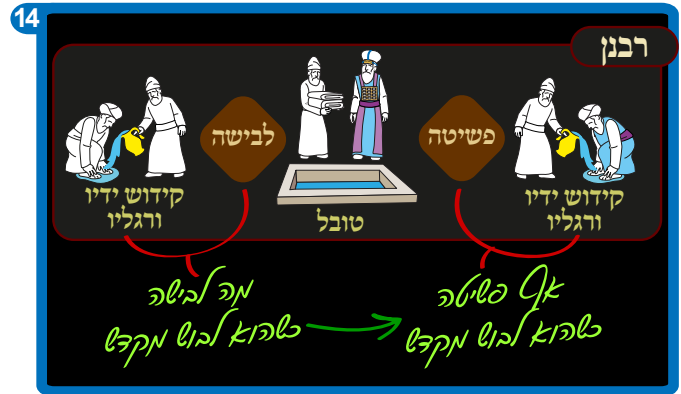 14
רבנן
פשיטה
לבישה
קידוש ידיו
ורגליו
טובל
קידוש ידיו
ורגליו
אף פשיטה
כשהוא לבוש מקדש
מה לבישה
כשהוא לבוש מקדש